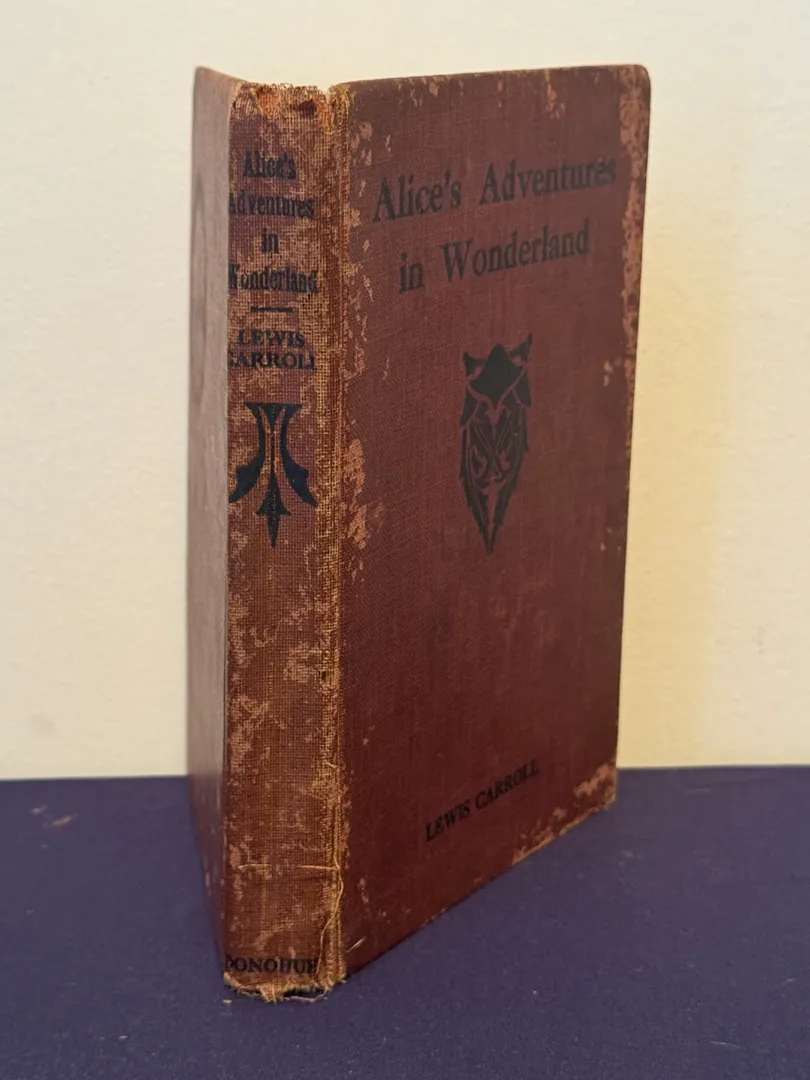 Alice's
Adventures
in
Wonderland
LEWIS
CARROLL
DONOHUE
Alice's Adventures
in Wonderland
LEWIS CARROLL